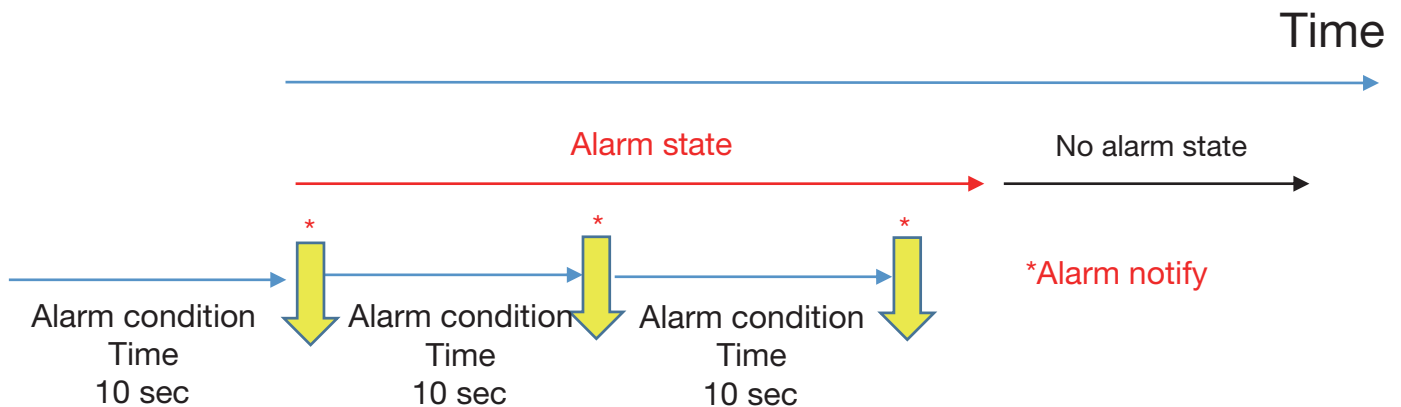 Time
Alarm state
No alarm state
*
*
*
*Alarm notify
Alarm condition
Time
10 sec
Alarm condition
Time
10 sec
Alarm condition
Time
10 sec